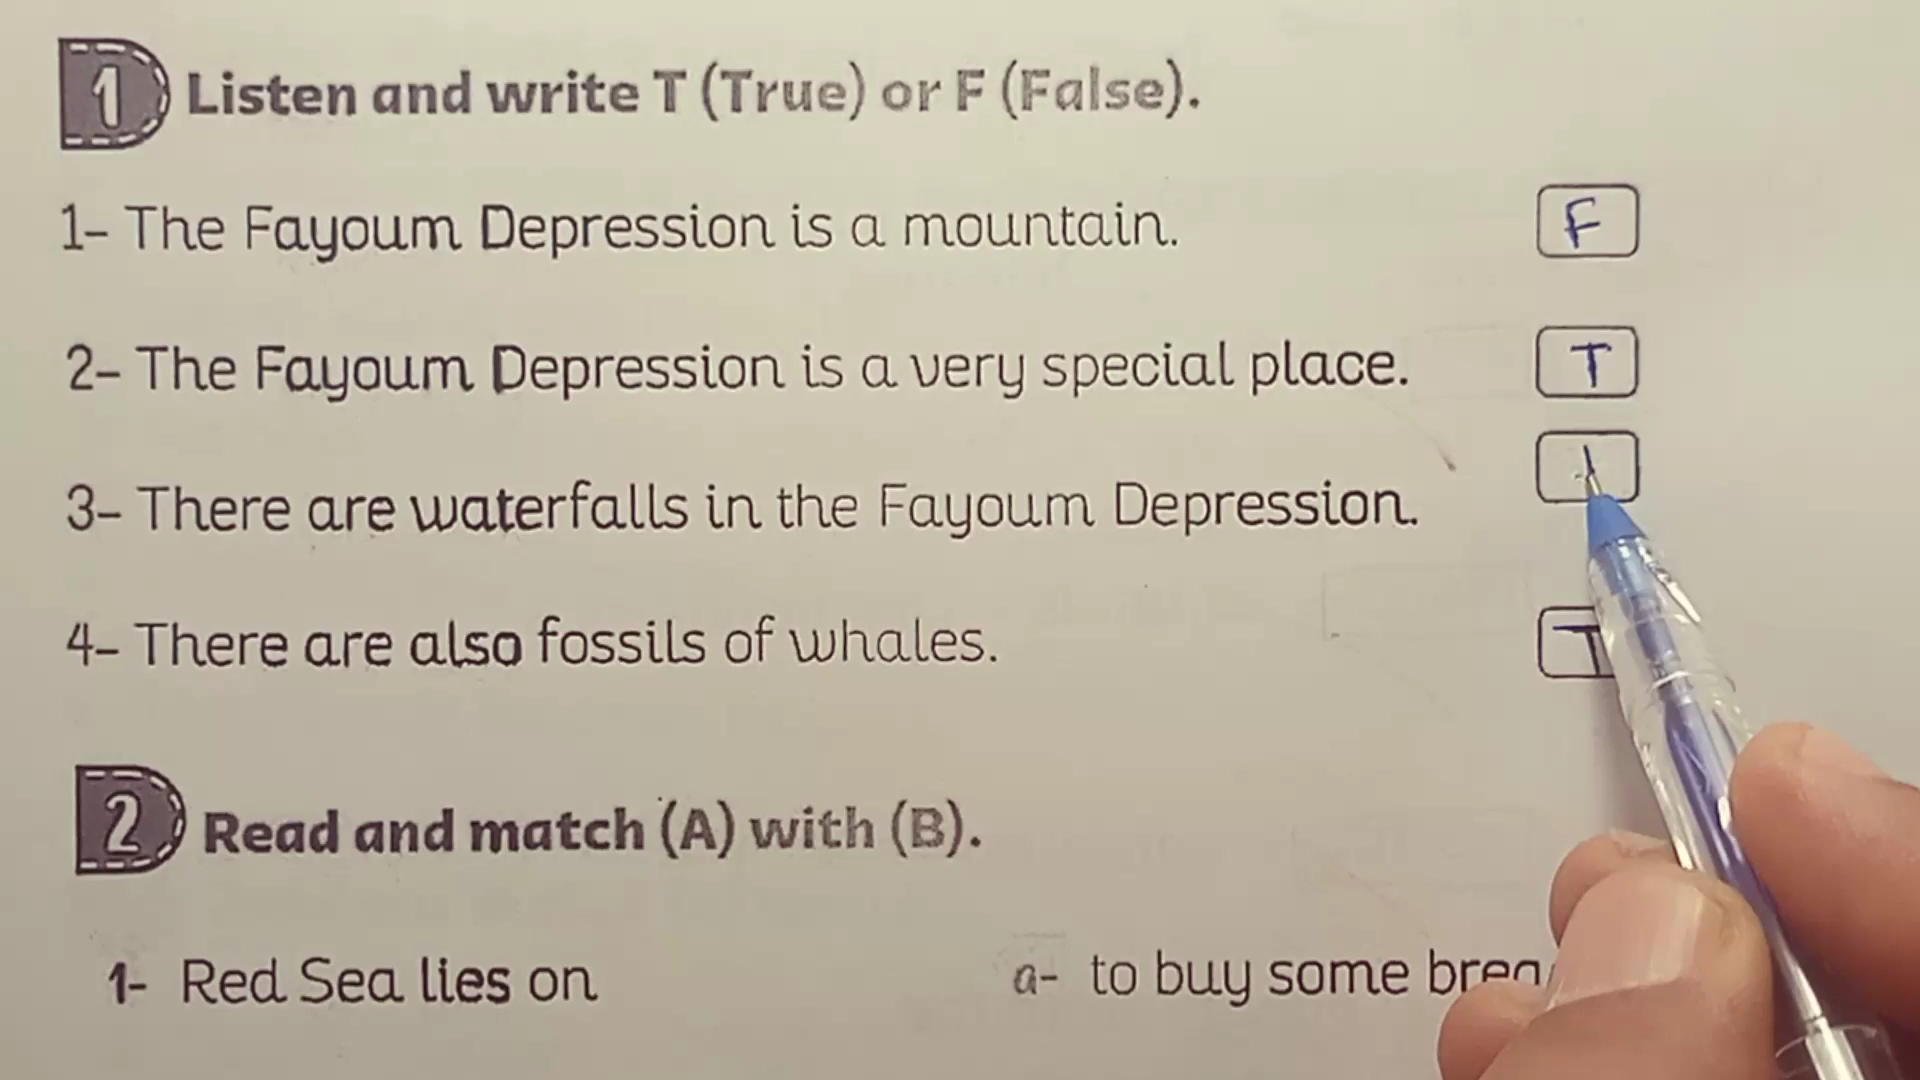 1 Listen and write T (True) or F (False).
1- The Fayoum Depression is a mountain. F
2- The Fayoum Depression is a very special place. T
3- There are waterfalls in the Fayoum Depression.
4- There are also fossils of whales. T
2 Read and match (A) with (B).
1- Red Sea lies on
a- to buy some